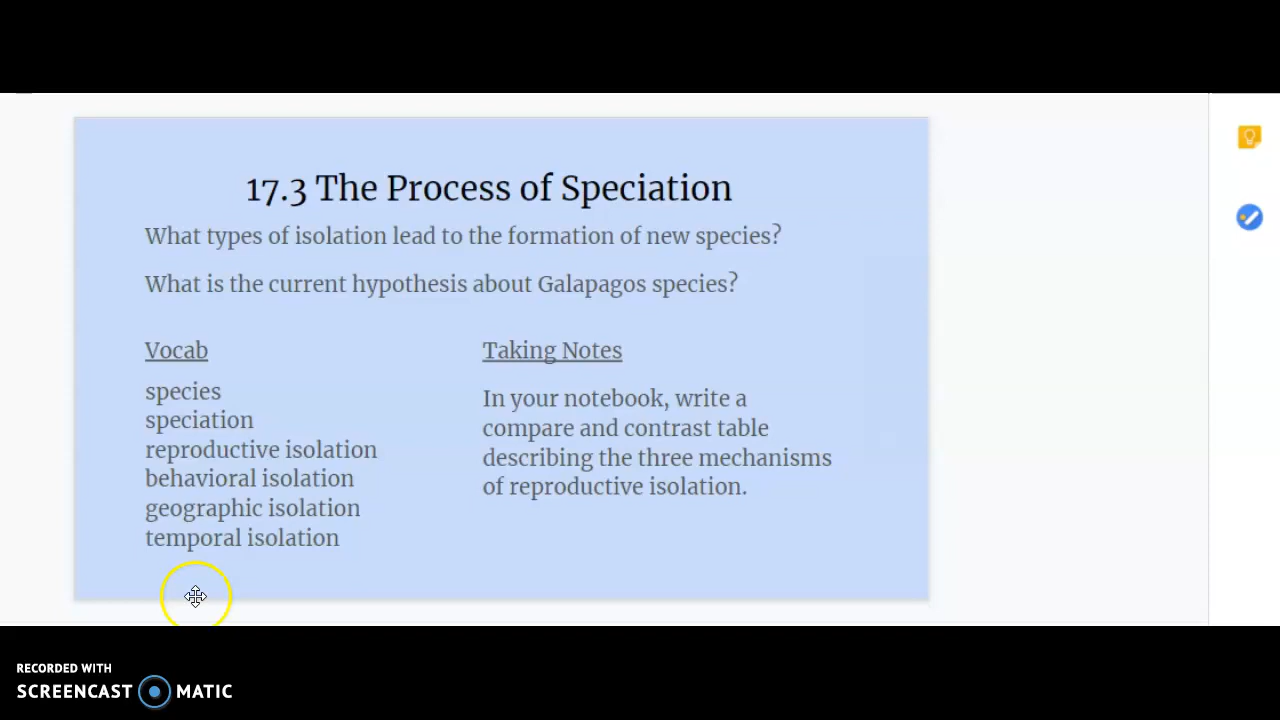 17.3 The Process of Speciation
What types of isolation lead to the formation of new species?
What is the current hypothesis about Galapagos species?
Vocab
species
speciation
reproductive isolation
behavioral isolation
geographic isolation
temporal isolation
Taking Notes
In your notebook, write a
compare and contrast table
describing the three mechanisms
of reproductive isolation.
RECORDED WITH
SCREENCAST MATIC